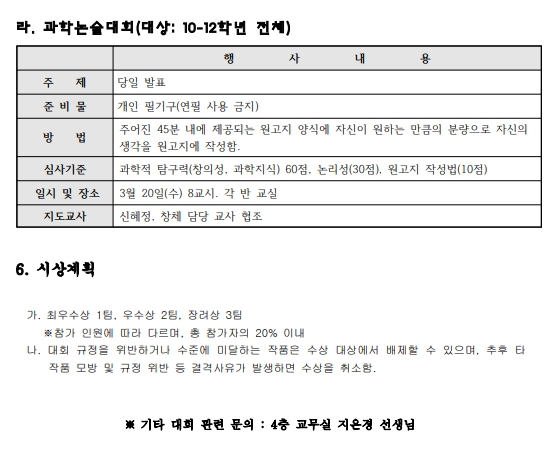 라. 과학논술대회(대상: 10-12학년 전체)
행 사 내 용
주 제 당일 발표
준 비 물 개인 필기구(연필 사용 금지)
방 법 주어진 45분 내에 제공되는 원고지 양식에 자신이 원하는 만큼의 분량으로 자신의
생각을 원고지에 작성함.
심사기준 과학적 탐구력(창의성, 과학지식) 60점, 논리성(30점), 원고지 작성법(10점)
일시 및 장소 3월 20일(수) 8교시. 각 반 교실
지도교사 신혜정, 창체 담당 교사 협조
6. 시상계획
가. 최우수상 1팀, 우수상 2팀, 장려상 3팀
※참가 인원에 따라 다르며, 총 참가자의 20% 이내
나. 대회 규정을 위반하거나 수준에 미달하는 작품은 수상 대상에서 배제할 수 있으며, 추후 타
작품 모방 및 규정 위반 등 결격사유가 발생하면 수상을 취소함.
※ 기타 대회 관련 문의 : 4층 교무실 지은경 선생님